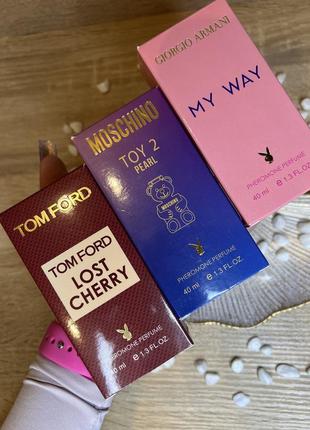 GIORGIO ARMANI
MY WAY
PHEROMONE PERFUME
40 ml ℮ 1.3 FL.OZ.
MOSCHINO
TOY 2
PEARL
MOSCHINO
PHEROMONE PERFUME
40 ml ℮ 1.3 FL.OZ.
TOM FORD
TOM FORD
LOST
CHERRY
PHEROMONE PERFUME
40 ml ℮ 1.3 FL.OZ.